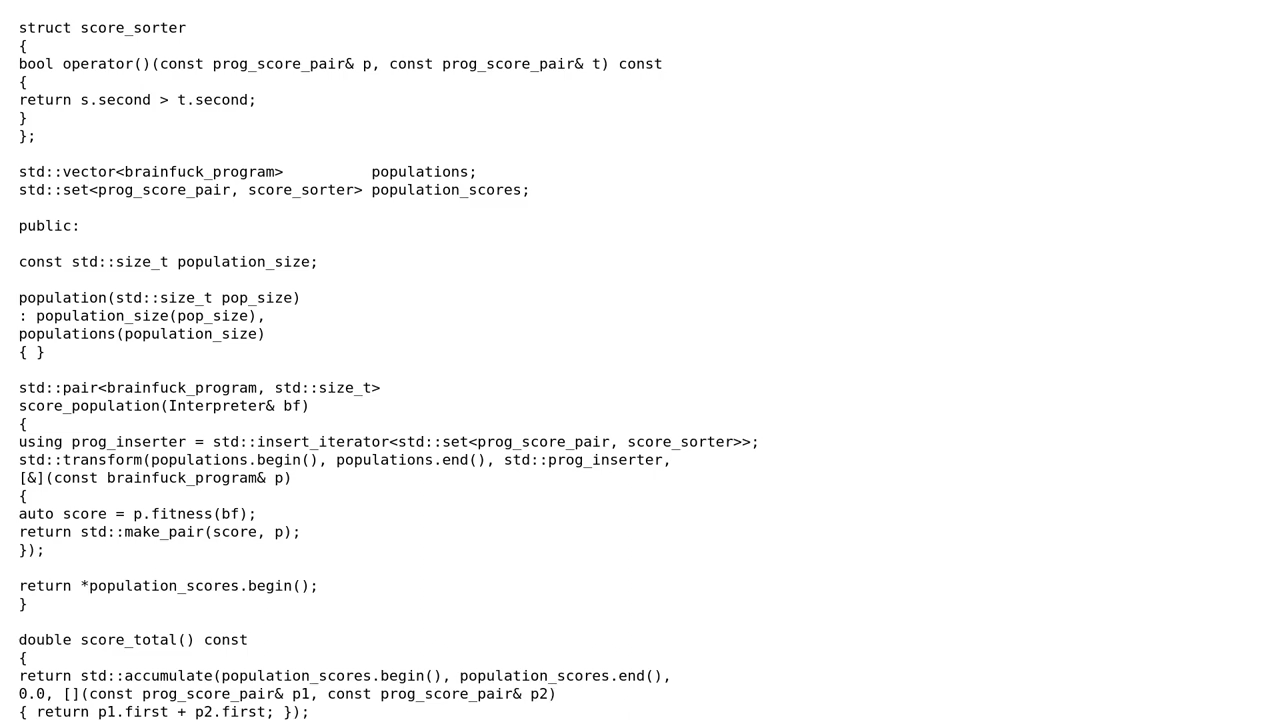 struct score_sorter
{
bool operator()(const prog_score_pair& p, const prog_score_pair& t) const
{
return s.second > t.second;
}
};
std::vector<brainfuck_program>          populations;
std::set<prog_score_pair, score_sorter> population_scores;
public:
const std::size_t population_size;
population(std::size_t pop_size)
: population_size(pop_size),
populations(population_size)
{ }
std::pair<brainfuck_program, std::size_t>
score_population(Interpreter& bf)
{
using prog_inserter = std::insert_iterator<std::set<prog_score_pair, score_sorter>>;
std::transform(populations.begin(), populations.end(), std::prog_inserter,
[&](const brainfuck_program& p)
{
auto score = p.fitness(bf);
return std::make_pair(score, p);
});
return *population_scores.begin();
}
double score_total() const
{
return std::accumulate(population_scores.begin(), population_scores.end(),
0.0, [](const prog_score_pair& p1, const prog_score_pair& p2)
{ return p1.first + p2.first; });